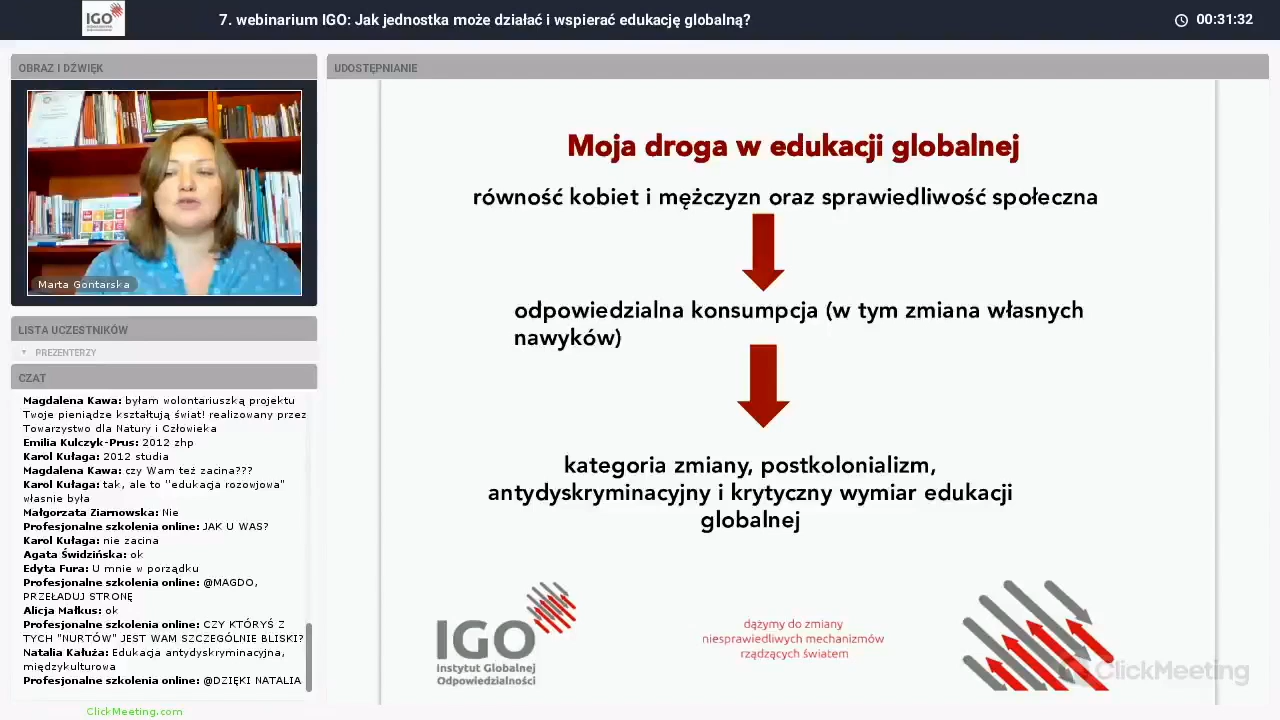 IGO
7. webinarium IGO: Jak jednostka może działać i wspierać edukację globalną?
00:31:32
OBRAZ I DŹWIĘK
Marta Gontarska
LISTA UCZESTNIKÓW
PREZENTERZY
CZAT
Magdalena Kawa: byłam wolontariuszką projektu
Twoje pieniądze kształtują świat! realizowany przez
Towarzystwo dla Natury i Człowieka
Emilia Kulczyk-Prus: 2012 zhp
Karol Kułaga: 2012 studia
Magdalena Kawa: czy Wam też zacina???
Karol Kułaga: tak, ale to "edukacja rozowjowa"
własnie była
Małgorzata Ziarnowska: Nie
Profesjonalne szkolenia online: JAK U WAS?
Karol Kułaga: nie zacina
Agata Świdzińska: ok
Edyta Fura: U mnie w porządku
Profesjonalne szkolenia online: @MAGDO,
PRZEŁADUJ STRONĘ
Alicja Małkus: ok
Profesjonalne szkolenia online: CZY KTÓRYŚ Z
TYCH "NURTÓW" JEST WAM SZCZEGÓLNIE BLISKI?
Natalia Kałuża: Edukacja antydyskryminacyjna,
międzykulturowa
Profesjonalne szkolenia online: @DZIĘKI NATALIA
ClickMeeting.com
UDOSTĘPNIANIE
Moja droga w edukacji globalnej
równość kobiet i mężczyzn oraz sprawiedliwość społeczna
odpowiedzialna konsumpcja (w tym zmiana własnych
nawyków)
kategoria zmiany, postkolonializm,
antydyskryminacyjny i krytyczny wymiar edukacji
globalnej
IGO
Instytut Globalnej
Odpowiedzialności
dążymy do zmiany
niesprawiedliwych mechanizmów
rządzących światem
ClickMeeting